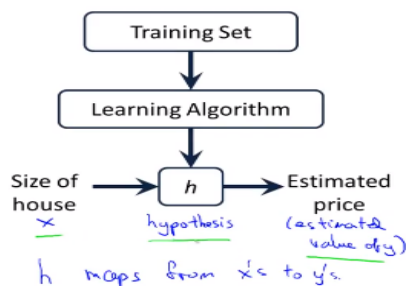 Training Set
Learning Algorithm
Size of house
h
Estimated price
x
hypothesis
(estimated value of y)
h maps from x's to y's.